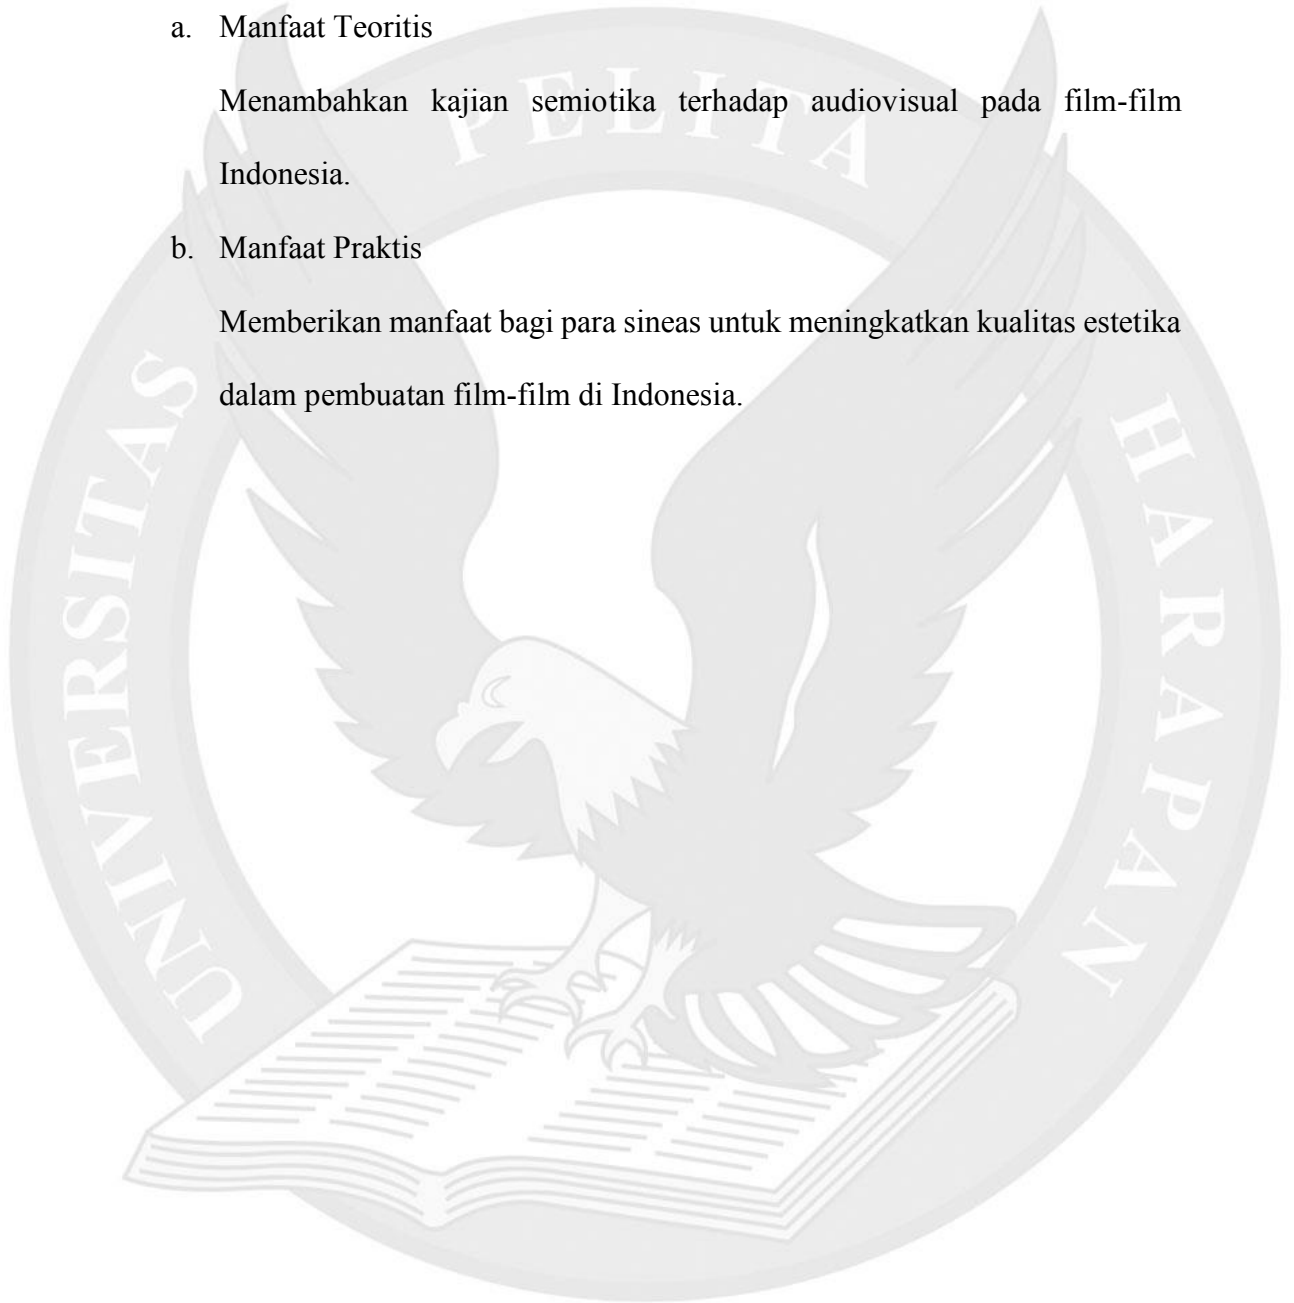 a. Manfaat Teoritis
Menambahkan kajian semiotika terhadap audiovisual pada film-film
Indonesia.
b. Manfaat Praktis
Memberikan manfaat bagi para sineas untuk meningkatkan kualitas estetika
dalam pembuatan film-film di Indonesia.
UNIVERSITAS PELITA HARAPAN